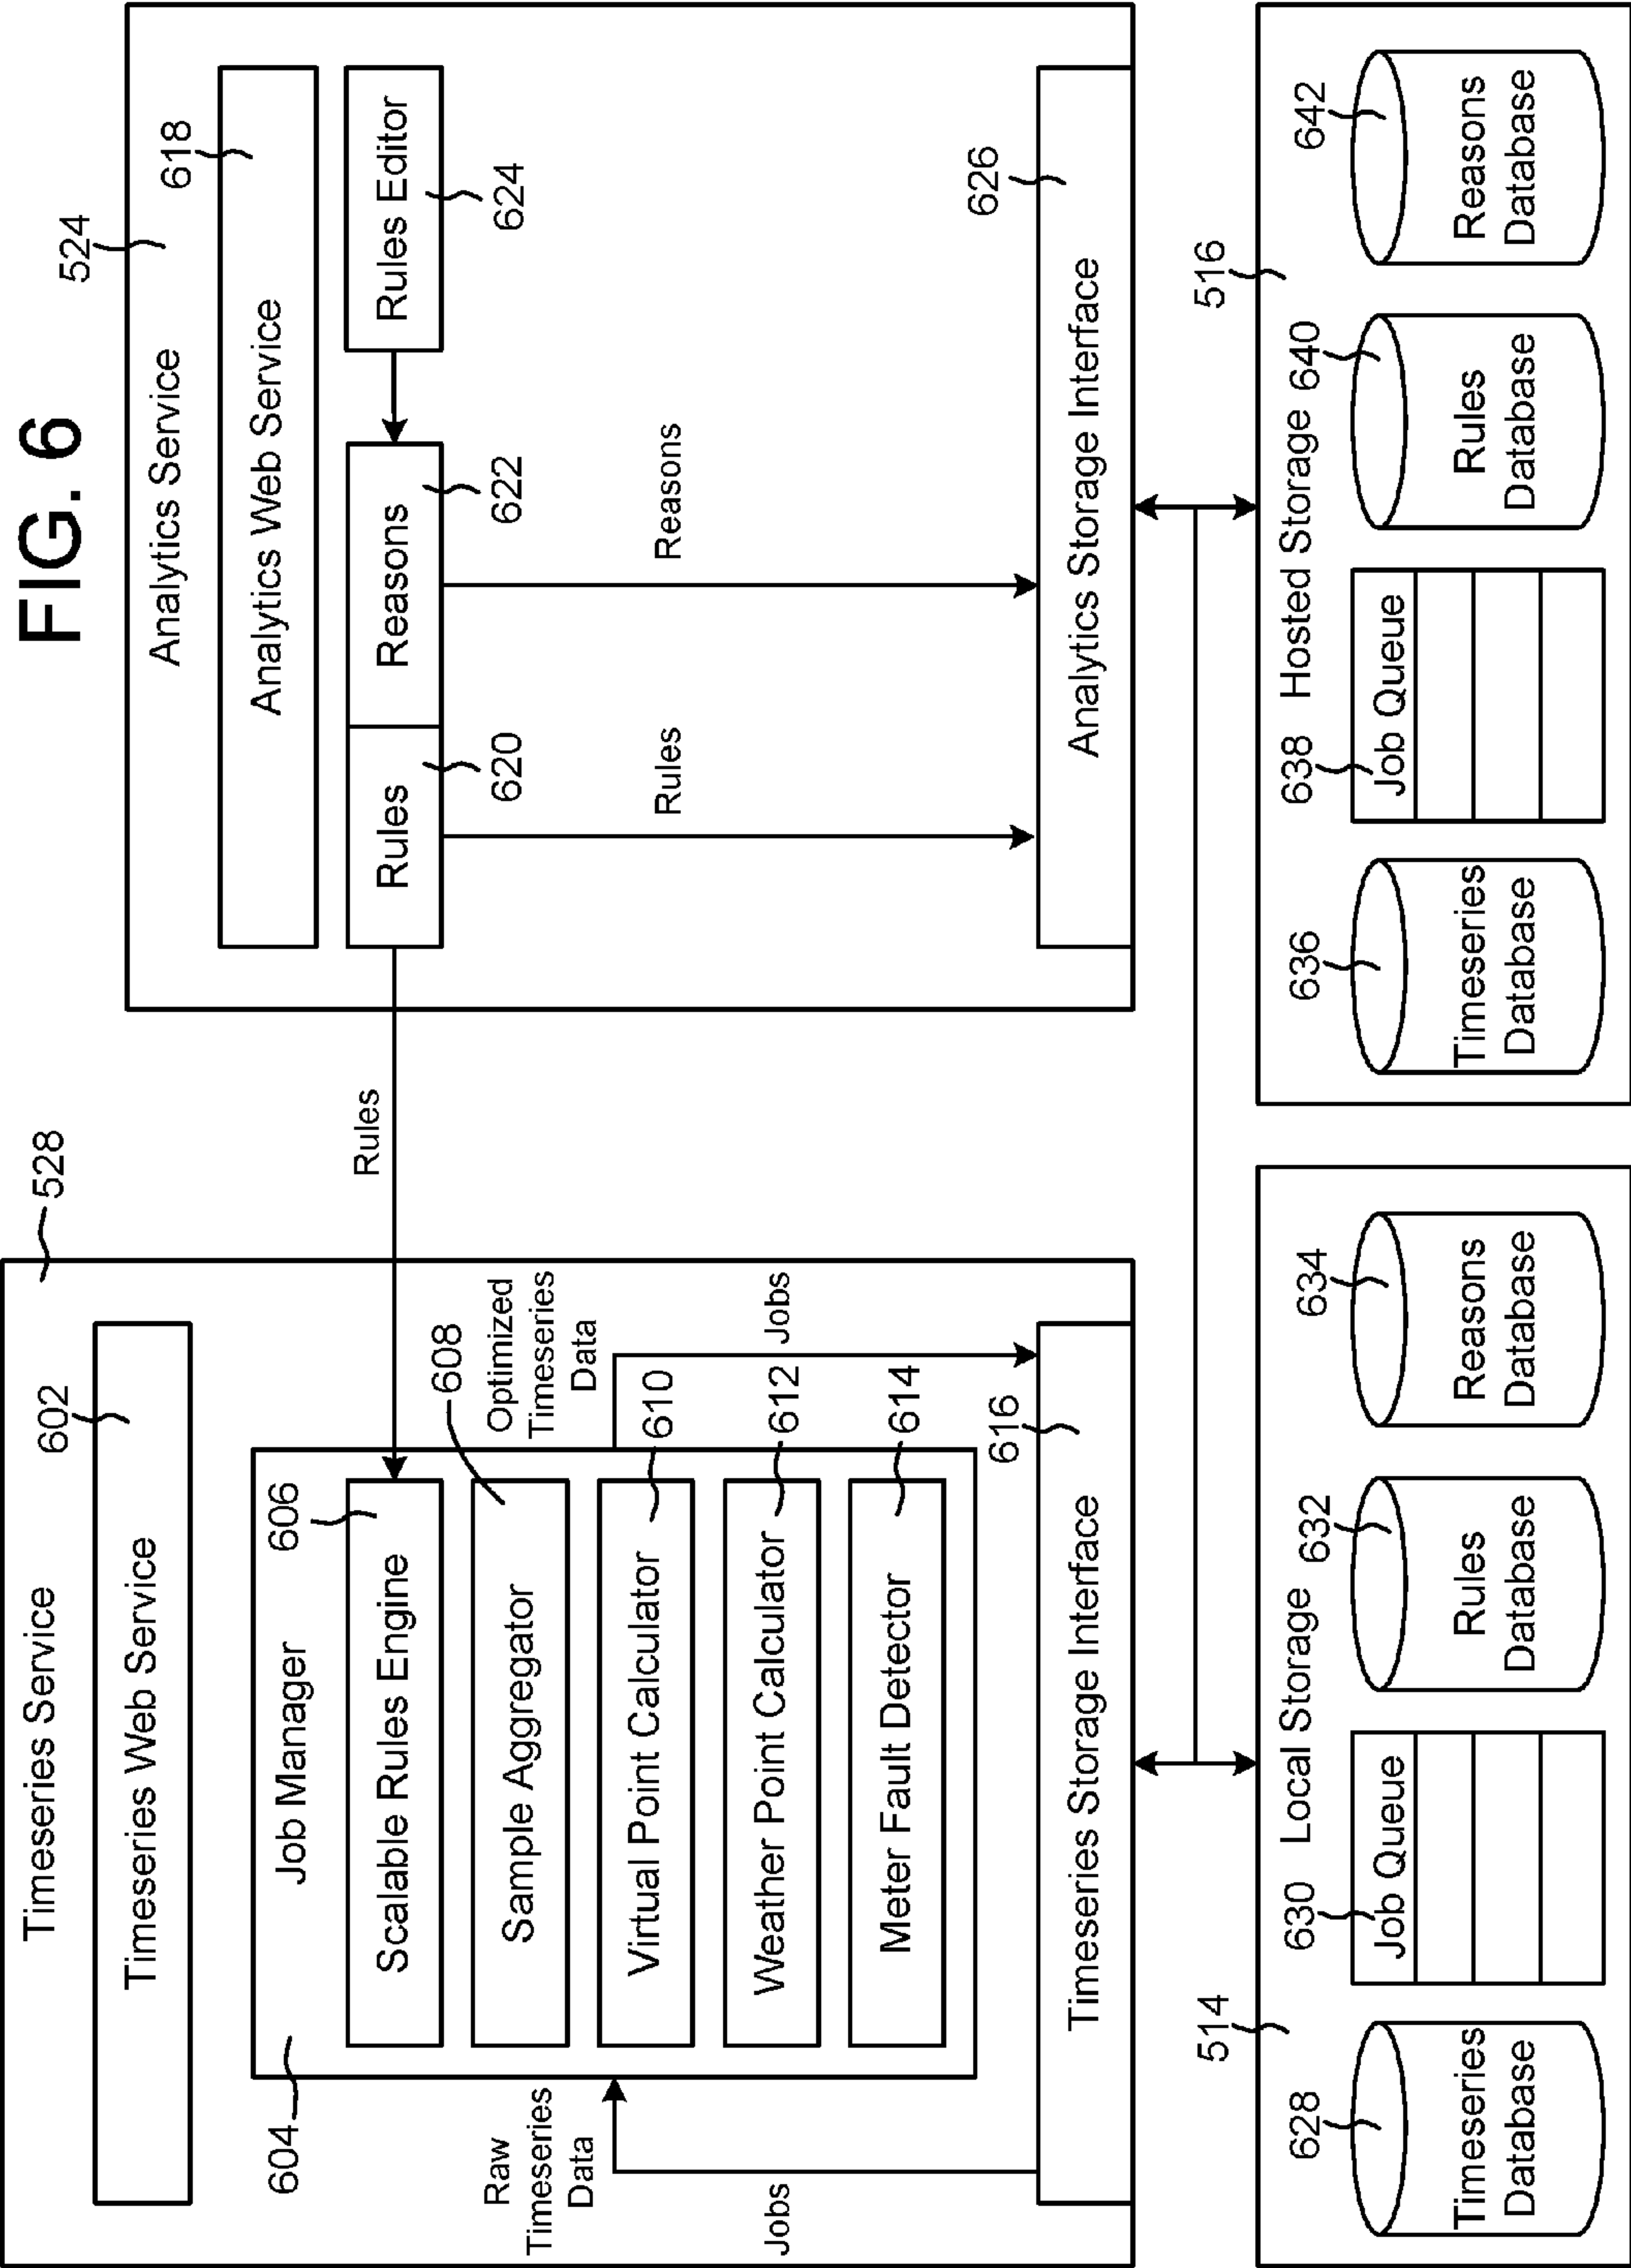 FIG. 6
Timeseries Service
528
602
Timeseries Web Service
604
Job Manager
606
Scalable Rules Engine
608
Sample Aggregator
610
Virtual Point Calculator
612
Weather Point Calculator
614
Meter Fault Detector
Raw
Timeseries
Data
Jobs
Optimized
Timeseries
Data
Jobs
616
Timeseries Storage Interface
Rules
524
Analytics Service
618
Analytics Web Service
Rules
620
Reasons
622
Rules Editor
624
Rules
Reasons
626
Analytics Storage Interface
514
Local Storage
628
Timeseries
Database
630
Job Queue
632
Rules
Database
634
Reasons
Database
516
Hosted Storage
636
Timeseries
Database
638
Job Queue
640
Rules
Database
642
Reasons
Database